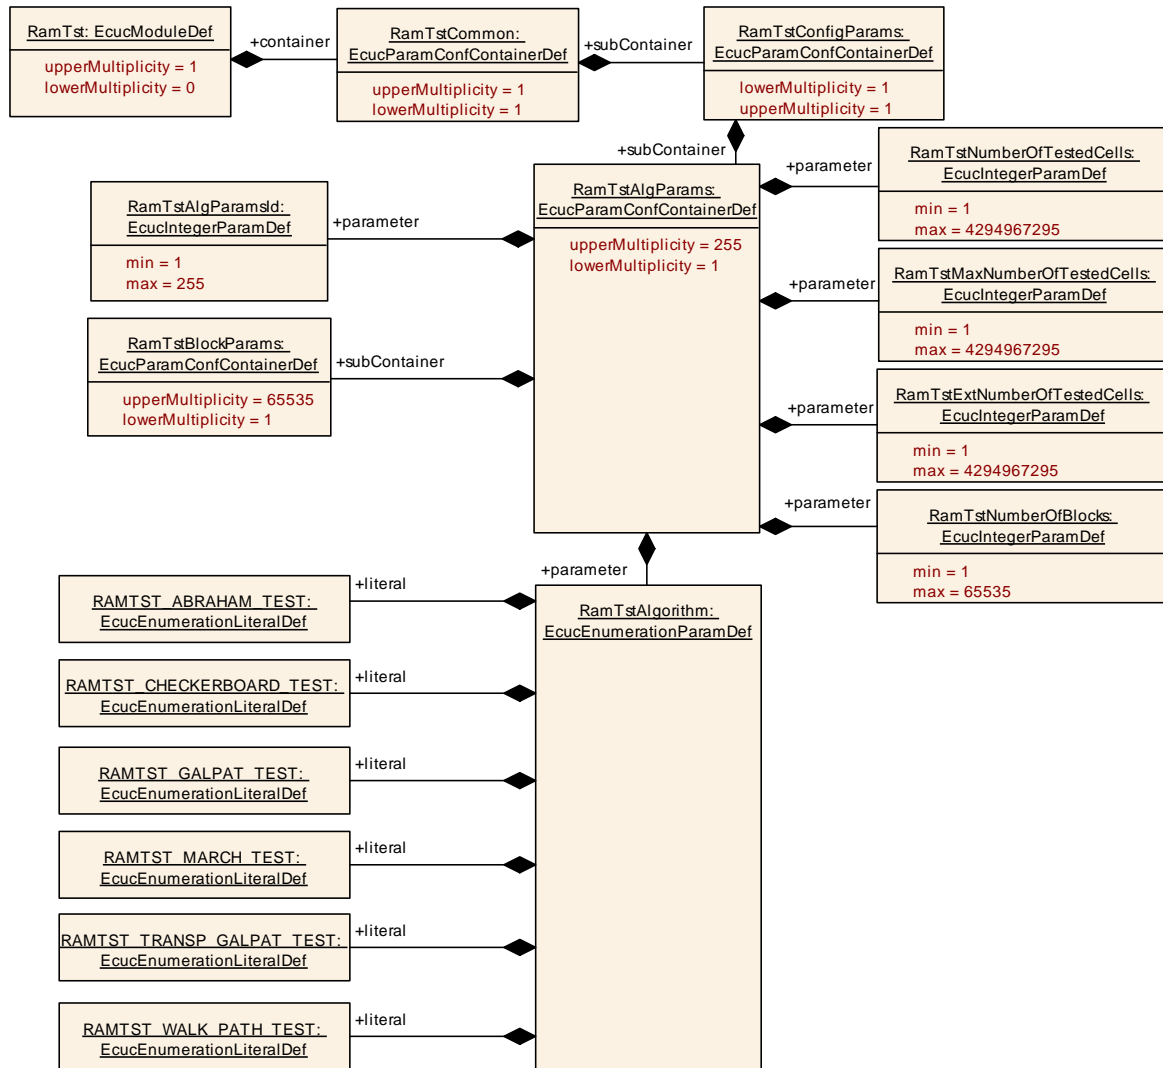 RamTst: EcucModuleDef
upperMultiplicity = 1
lowerMultiplicity = 0
+container
RamTstCommon:
EcucParamConfContainerDef
upperMultiplicity = 1
lowerMultiplicity = 1
+subContainer
RamTstConfigParams:
EcucParamConfContainerDef
lowerMultiplicity = 1
upperMultiplicity = 1
+subContainer
RamTstAlgParams:
EcucParamConfContainerDef
upperMultiplicity = 255
lowerMultiplicity = 1
+parameter
RamTstNumberOfTestedCells:
EcucIntegerParamDef
min = 1
max = 4294967295
RamTstAlgParamsId:
EcucIntegerParamDef
min = 1
max = 255
+parameter
+parameter
RamTstMaxNumberOfTestedCells:
EcucIntegerParamDef
min = 1
max = 4294967295
RamTstBlockParams:
EcucParamConfContainerDef
upperMultiplicity = 65535
lowerMultiplicity = 1
+subContainer
+parameter
RamTstExtNumberOfTestedCells:
EcucIntegerParamDef
min = 1
max = 4294967295
+parameter
RamTstNumberOfBlocks:
EcucIntegerParamDef
min = 1
max = 65535
+parameter
RamTstAlgorithm:
EcucEnumerationParamDef
RAMTST_ABRAHAM_TEST:
EcucEnumerationLiteralDef
+literal
RAMTST_CHECKERBOARD_TEST:
EcucEnumerationLiteralDef
+literal
RAMTST_GALPAT_TEST:
EcucEnumerationLiteralDef
+literal
RAMTST_MARCH_TEST:
EcucEnumerationLiteralDef
+literal
RAMTST_TRANSP_GALPAT_TEST:
EcucEnumerationLiteralDef
+literal
RAMTST_WALK_PATH_TEST:
EcucEnumerationLiteralDef
+literal